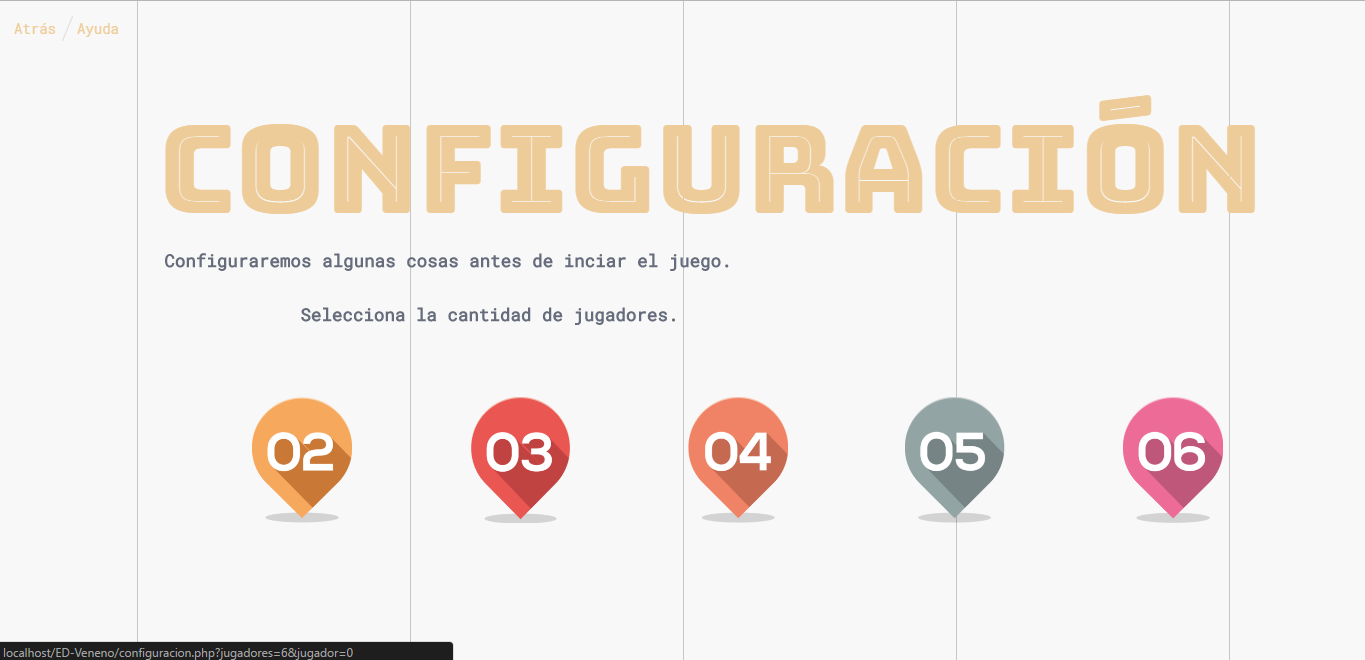 Atrás / Ayuda
CONFIGURACIÓN
Configuraremos algunas cosas antes de inciar el juego.
Selecciona la cantidad de jugadores.
02 03 04 05 06
localhost/ED-Veneno/configuracion.php?jugadores=6&jugador=0